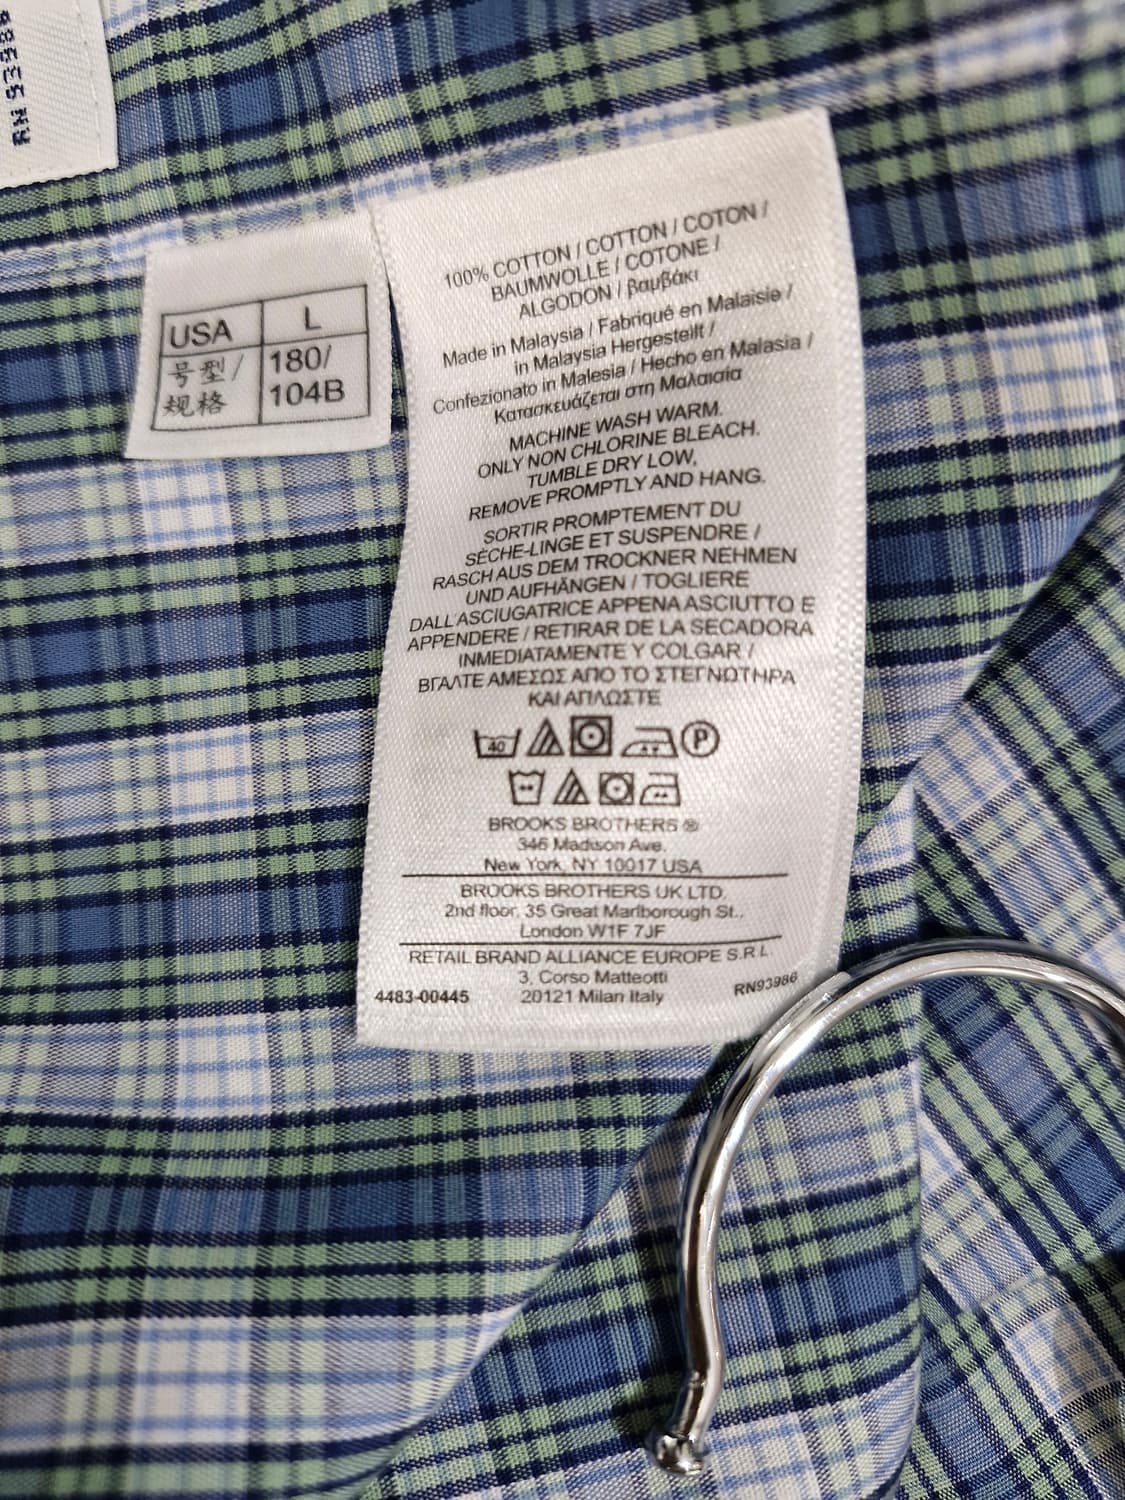 RN 93986
USA L
号型/ 180/
规格 104B
100% COTTON / COTTON / COTON /
BAUMWOLLE / COTONE /
ALGODON / βαμβάκι
Made in Malaysia / Fabriqué en Malaisie /
in Malaysia Hergestellt /
Confezionato in Malesia / Hecho en Malasia /
Κατασκευάζεται στη Μαλαισία
MACHINE WASH WARM.
ONLY NON CHLORINE BLEACH.
TUMBLE DRY LOW,
REMOVE PROMPTLY AND HANG.
SORTIR PROMPTEMENT DU
SÈCHE-LINGE ET SUSPENDRE /
RASCH AUS DEM TROCKNER NEHMEN
UND AUFHÄNGEN / TOGLIERE
DALL'ASCIUGATRICE APPENA ASCIUTTO E
APPENDERE / RETIRAR DE LA SECADORA
INMEDIATAMENTE Y COLGAR /
ΒΓΑΛΤΕ ΑΜΕΣΩΣ ΑΠΟ ΤΟ ΣΤΕΓΝΩΤΗΡΑ
ΚΑΙ ΑΠΛΩΣΤΕ
40 P
BROOKS BROTHERS ®
346 Madison Ave.
New York, NY 10017 USA
BROOKS BROTHERS UK LTD.
2nd floor, 35 Great Marlborough St..
London W1F 7JF
RETAIL BRAND ALLIANCE EUROPE S.R.L.
3, Corso Matteotti
4483-00445 20121 Milan Italy RN93986